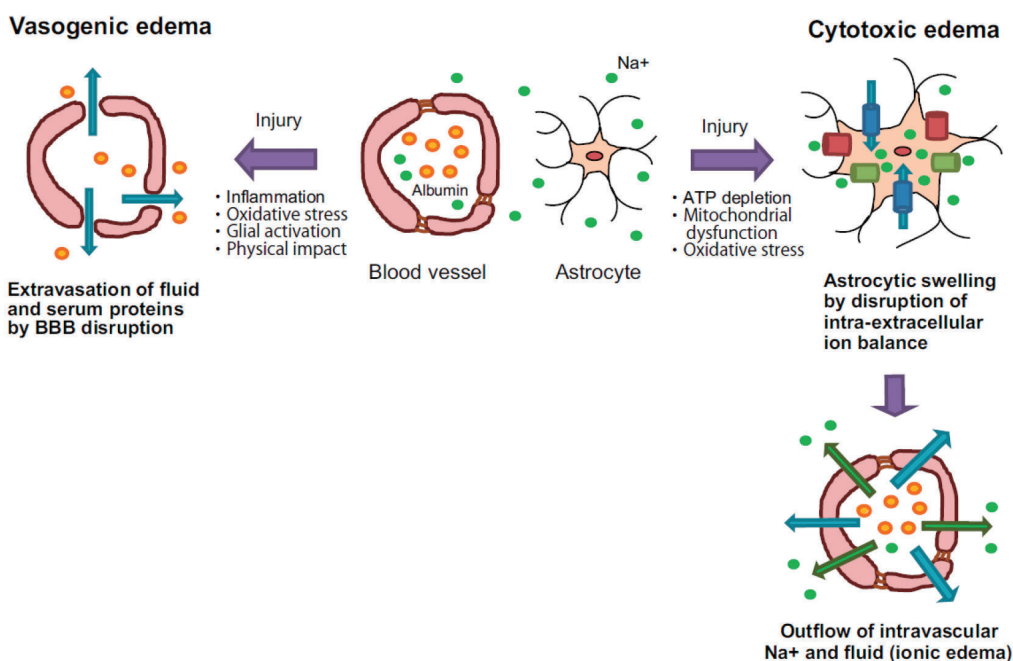 Vasogenic edema
Cytotoxic edema
Na+
Injury
Injury
Albumin
• Inflammation
• Oxidative stress
• Glial activation
• Physical impact
• ATP depletion
• Mitochondrial
dysfunction
• Oxidative stress
Blood vessel
Astrocyte
Extravasation of fluid
and serum proteins
by BBB disruption
Astrocytic swelling
by disruption of
intra-extracellular
ion balance
Outflow of intravascular
Na+ and fluid (ionic edema)